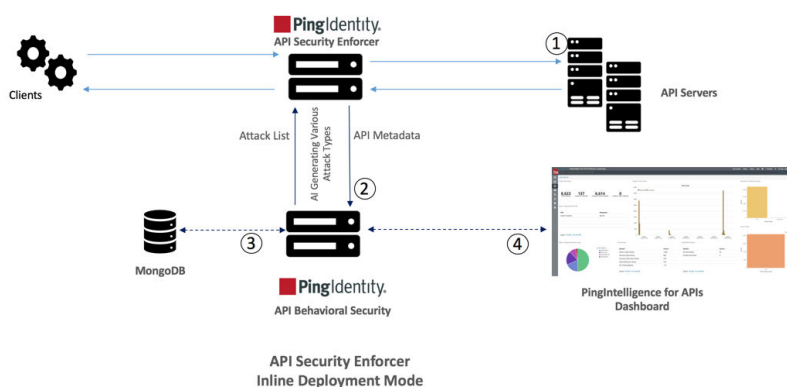 PingIdentity®
API Security Enforcer
1
Clients
API Servers
Attack List
AI Generating Various
Attack Types
API Metadata
2
MongoDB
3
4
PingIdentity®
API Behavioral Security
PingIntelligence for APIs
Dashboard
API Security Enforcer
Inline Deployment Mode